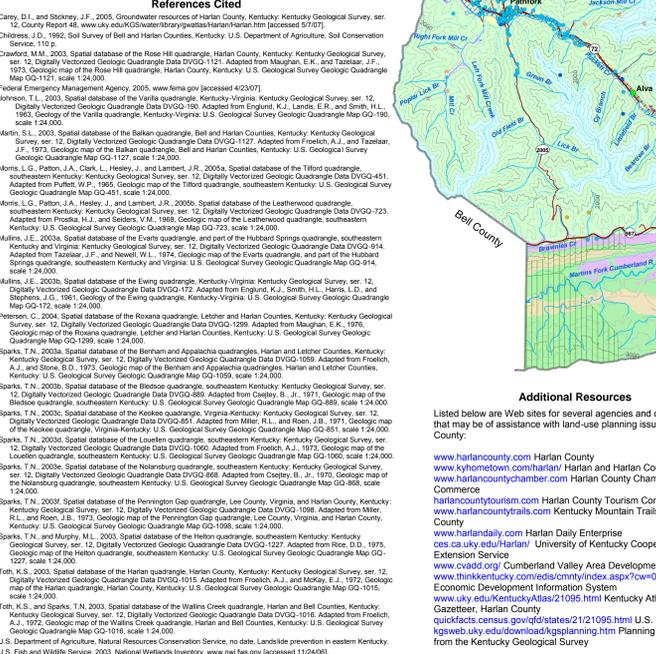 References Cited
Carey, D.I., and Stickney, J.F., 2005, Groundwater resources of Harlan County, Kentucky: Kentucky Geological Survey, ser.
12, County Report 48, www.uky.edu/KGS/water/library/gwatlas/Harlan/Harlan.htm [accessed 5/7/07].
Childress, J.D., 1992, Soil Survey of Bell and Harlan Counties, Kentucky: U.S. Department of Agriculture, Soil Conservation
Service, 110 p.
Crawford, M.M., 2003, Spatial database of the Rose Hill quadrangle, Harlan County, Kentucky: Kentucky Geological Survey,
ser. 12, Digitally Vectorized Geologic Quadrangle Data DVGQ-1121. Adapted from Maughan, E.K., and Tazelaar, J.F.,
1973, Geologic map of the Rose Hill quadrangle, Harlan County, Kentucky: U.S. Geological Survey Geologic Quadrangle
Map GQ-1121, scale 1:24,000.
Federal Emergency Management Agency, 2005, www.fema.gov [accessed 4/23/07].
Johnson, T.L., 2003, Spatial database of the Varilla quadrangle, Kentucky-Virginia: Kentucky Geological Survey, ser. 12,
Digitally Vectorized Geologic Quadrangle Data DVGQ-190. Adapted from Englund, K.J., Landis, E.R., and Smith, H.L.,
1963, Geology of the Varilla quadrangle, Kentucky-Virginia: U.S. Geological Survey Geologic Quadrangle Map GQ-190,
scale 1:24,000.
Martin, S.L., 2003, Spatial database of the Balkan quadrangle, Bell and Harlan Counties, Kentucky: Kentucky Geological
Survey, ser. 12, Digitally Vectorized Geologic Quadrangle Data DVGQ-1127. Adapted from Froelich, A.J., and Tazelaar,
J.F., 1973, Geologic map of the Balkan quadrangle, Bell and Harlan Counties, Kentucky: U.S. Geological Survey
Geologic Quadrangle Map GQ-1127, scale 1:24,000.
Morris, L.G., Patton, J.A., Clark, L., Hesley, J., and Lambert, J.R., 2005a, Spatial database of the Tilford quadrangle,
southeastern Kentucky: Kentucky Geological Survey, ser. 12, Digitally Vectorized Geologic Quadrangle Data DVGQ-451.
Adapted from Puffett, W.P., 1965, Geologic map of the Tilford quadrangle, southeastern Kentucky: U.S. Geological Survey
Geologic Quadrangle Map GQ-451, scale 1:24,000.
Morris, L.G., Patton, J.A., Hesley, J., and Lambert, J.R., 2005b, Spatial database of the Leatherwood quadrangle,
southeastern Kentucky: Kentucky Geological Survey, ser. 12, Digitally Vectorized Geologic Quadrangle Data DVGQ-723.
Adapted from Prostka, H.J., and Seiders, V.M., 1968, Geologic map of the Leatherwood quadrangle, southeastern
Kentucky: U.S. Geological Survey Geologic Quadrangle Map GQ-723, scale 1:24,000.
Mullins, J.E., 2003a, Spatial database of the Evarts quadrangle, and part of the Hubbard Springs quadrangle, southeastern
Kentucky and Virginia: Kentucky Geological Survey, ser. 12, Digitally Vectorized Geologic Quadrangle Data DVGQ-914.
Adapted from Tazelaar, J.F., and Newell, W.L., 1974, Geologic map of the Evarts quadrangle, and part of the Hubbard
Springs quadrangle, southeastern Kentucky and Virginia: U.S. Geological Survey Geologic Quadrangle Map GQ-914,
scale 1:24,000.
Mullins, J.E., 2003b, Spatial database of the Ewing quadrangle, Kentucky-Virginia: Kentucky Geological Survey, ser. 12,
Digitally Vectorized Geologic Quadrangle Data DVGQ-172. Adapted from Englund, K.J., Smith, H.L., Harris, L.D., and
Stephens, J.G., 1961, Geology of the Ewing quadrangle, Kentucky-Virginia: U.S. Geological Survey Geologic Quadrangle
Map GQ-172, scale 1:24,000.
Petersen, C., 2004, Spatial database of the Roxana quadrangle, Letcher and Harlan Counties, Kentucky: Kentucky Geological
Survey, ser. 12, Digitally Vectorized Geologic Quadrangle Data DVGQ-1299. Adapted from Maughan, E.K., 1976,
Geologic map of the Roxana quadrangle, Letcher and Harlan Counties, Kentucky: U.S. Geological Survey Geologic
Quadrangle Map GQ-1299, scale 1:24,000.
Sparks, T.N., 2003a, Spatial database of the Benham and Appalachia quadrangles, Harlan and Letcher Counties, Kentucky:
Kentucky Geological Survey, ser. 12, Digitally Vectorized Geologic Quadrangle Data DVGQ-1059. Adapted from Froelich,
A.J., and Stone, B.D., 1973, Geologic map of the Benham and Appalachia quadrangles, Harlan and Letcher Counties,
Kentucky: U.S. Geological Survey Geologic Quadrangle Map GQ-1059, scale 1:24,000.
Sparks, T.N., 2003b, Spatial database of the Bledsoe quadrangle, southeastern Kentucky: Kentucky Geological Survey, ser.
12, Digitally Vectorized Geologic Quadrangle Data DVGQ-889. Adapted from Csejtey, B., Jr., 1971, Geologic map of the
Bledsoe quadrangle, southeastern Kentucky: U.S. Geological Survey Geologic Quadrangle Map GQ-889, scale 1:24,000.
Sparks, T.N., 2003c, Spatial database of the Keokee quadrangle, Virginia-Kentucky: Kentucky Geological Survey, ser. 12,
Digitally Vectorized Geologic Quadrangle Data DVGQ-851. Adapted from Miller, R.L., and Roen, J.B., 1971, Geologic map
of the Keokee quadrangle, Virginia-Kentucky: U.S. Geological Survey Geologic Quadrangle Map GQ-851, scale 1:24,000.
Sparks, T.N., 2003d, Spatial database of the Louellen quadrangle, southeastern Kentucky: Kentucky Geological Survey, ser.
12, Digitally Vectorized Geologic Quadrangle Data DVGQ-1060. Adapted from Froelich, A.J., 1973, Geologic map of the
Louellen quadrangle, southeastern Kentucky: U.S. Geological Survey Geologic Quadrangle Map GQ-1060, scale 1:24,000.
Sparks, T.N., 2003e, Spatial database of the Nolansburg quadrangle, southeastern Kentucky: Kentucky Geological Survey,
ser. 12, Digitally Vectorized Geologic Quadrangle Data DVGQ-868. Adapted from Csejtey, B., Jr., 1970, Geologic map of
the Nolansburg quadrangle, southeastern Kentucky: U.S. Geological Survey Geologic Quadrangle Map GQ-868, scale
1:24,000.
Sparks, T.N., 2003f, Spatial database of the Pennington Gap quadrangle, Lee County, Virginia, and Harlan County, Kentucky:
Kentucky Geological Survey, ser. 12, Digitally Vectorized Geologic Quadrangle Data DVGQ-1098. Adapted from Miller,
R.L., and Roen, J.B., 1973, Geologic map of the Pennington Gap quadrangle, Lee County, Virginia, and Harlan County,
Kentucky: U.S. Geological Survey Geologic Quadrangle Map GQ-1098, scale 1:24,000.
Sparks, T.N., and Murphy, M.L., 2003, Spatial database of the Helton quadrangle, southeastern Kentucky: Kentucky
Geological Survey, ser. 12, Digitally Vectorized Geologic Quadrangle Data DVGQ-1227. Adapted from Rice, D.D., 1975,
Geologic map of the Helton quadrangle, southeastern Kentucky: U.S. Geological Survey Geologic Quadrangle Map GQ-
1227, scale 1:24,000.
Toth, K.S., 2003, Spatial database of the Harlan quadrangle, Harlan County, Kentucky: Kentucky Geological Survey, ser. 12,
Digitally Vectorized Geologic Quadrangle Data DVGQ-1015. Adapted from Froelich, A.J., and McKay, E.J., 1972, Geologic
map of the Harlan quadrangle, Harlan County, Kentucky: U.S. Geological Survey Geologic Quadrangle Map GQ-1015,
scale 1:24,000.
Toth, K.S., and Sparks, T.N., 2003, Spatial database of the Wallins Creek quadrangle, Harlan and Bell Counties, Kentucky:
Kentucky Geological Survey, ser. 12, Digitally Vectorized Geologic Quadrangle Data DVGQ-1016. Adapted from Froelich,
A.J., 1972, Geologic map of the Wallins Creek quadrangle, Harlan and Bell Counties, Kentucky: U.S. Geological Survey
Geologic Quadrangle Map GQ-1016, scale 1:24,000.
U.S. Department of Agriculture, Natural Resources Conservation Service, no date, Landslide prevention in eastern Kentucky.
U.S. Fish and Wildlife Service, 2003, National Wetlands Inventory, www.nwi.fws.gov [accessed 11/24/06].
Pathfork
Jackson Mill Cr
Right Fork Mill Cr
72
Green Br
Left Fork Mill Creek
Alva
Poplar Lick Br
Mill Cr
Old Field Br
Lick Br
2005
2000
Bell County
987
Brownies Cr
Martins Fork Cumberland R
Additional Resources
Listed below are Web sites for several agencies and
that may be of assistance with land-use planning
County:
www.harlancounty.com Harlan County
www.kyhometown.com/harlan/ Harlan and Harlan
www.harlancountychamber.com Harlan County
Commerce
harlancountytourism.com Harlan County Tourism
www.harlancountytrails.com Kentucky Mountain
County
www.harlandaily.com Harlan Daily Enterprise
ces.ca.uky.edu/Harlan/ University of Kentucky
Extension Service
www.cvadd.org/ Cumberland Valley Area
www.thinkkentucky.com/edis/cmnty/index.aspx?cw=0
Economic Development Information System
www.uky.edu/KentuckyAtlas/21095.html Kentucky
Gazetteer, Harlan County
quickfacts.census.gov/qfd/states/21/21095.html U.S.
kgsweb.uky.edu/download/kgsplanning.htm Planning
from the Kentucky Geological Survey